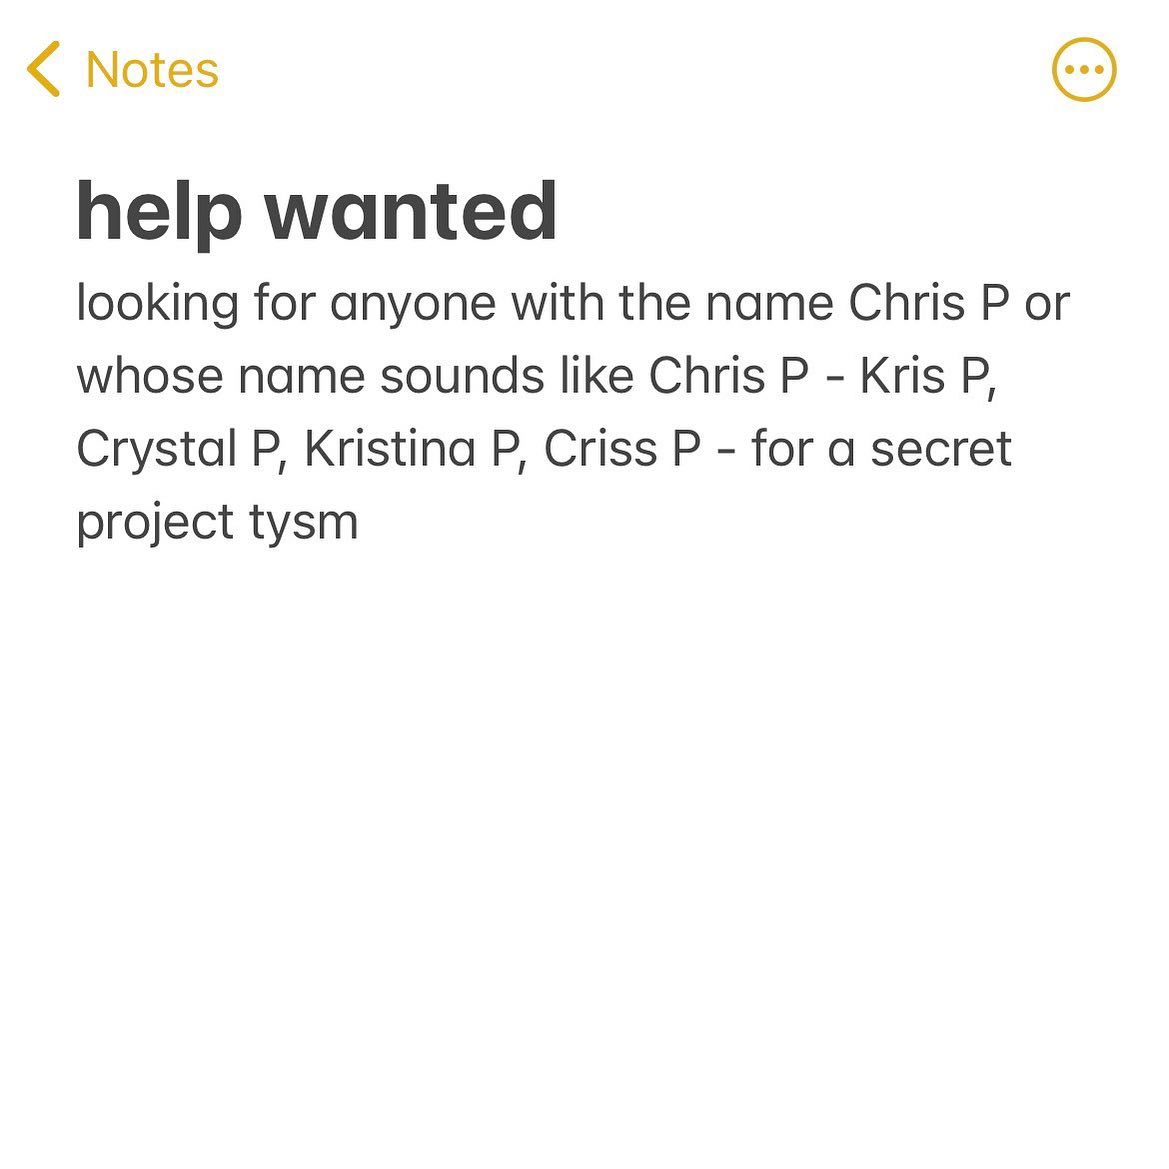 Notes
help wanted
looking for anyone with the name Chris P or
whose name sounds like Chris P - Kris P,
Crystal P, Kristina P, Criss P - for a secret
project tysm